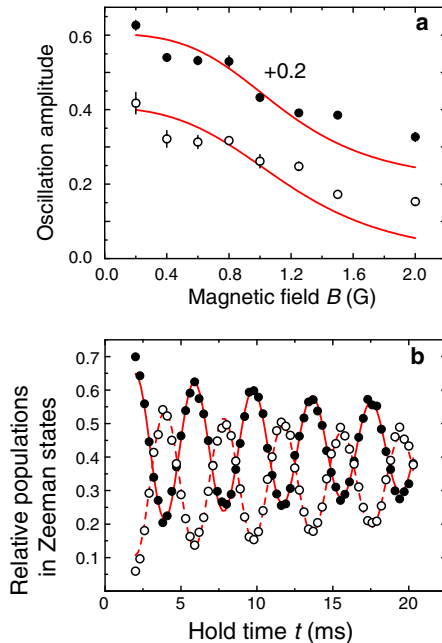 a
0.6
0.4
0.2
0.0
+0.2
Oscillation amplitude
0.0 0.4 0.8 1.2 1.6 2.0
Magnetic field B (G)
b
0.7
0.6
0.5
0.4
0.3
0.2
0.1
Relative populations
in Zeeman states
0 5 10 15 20
Hold time t (ms)